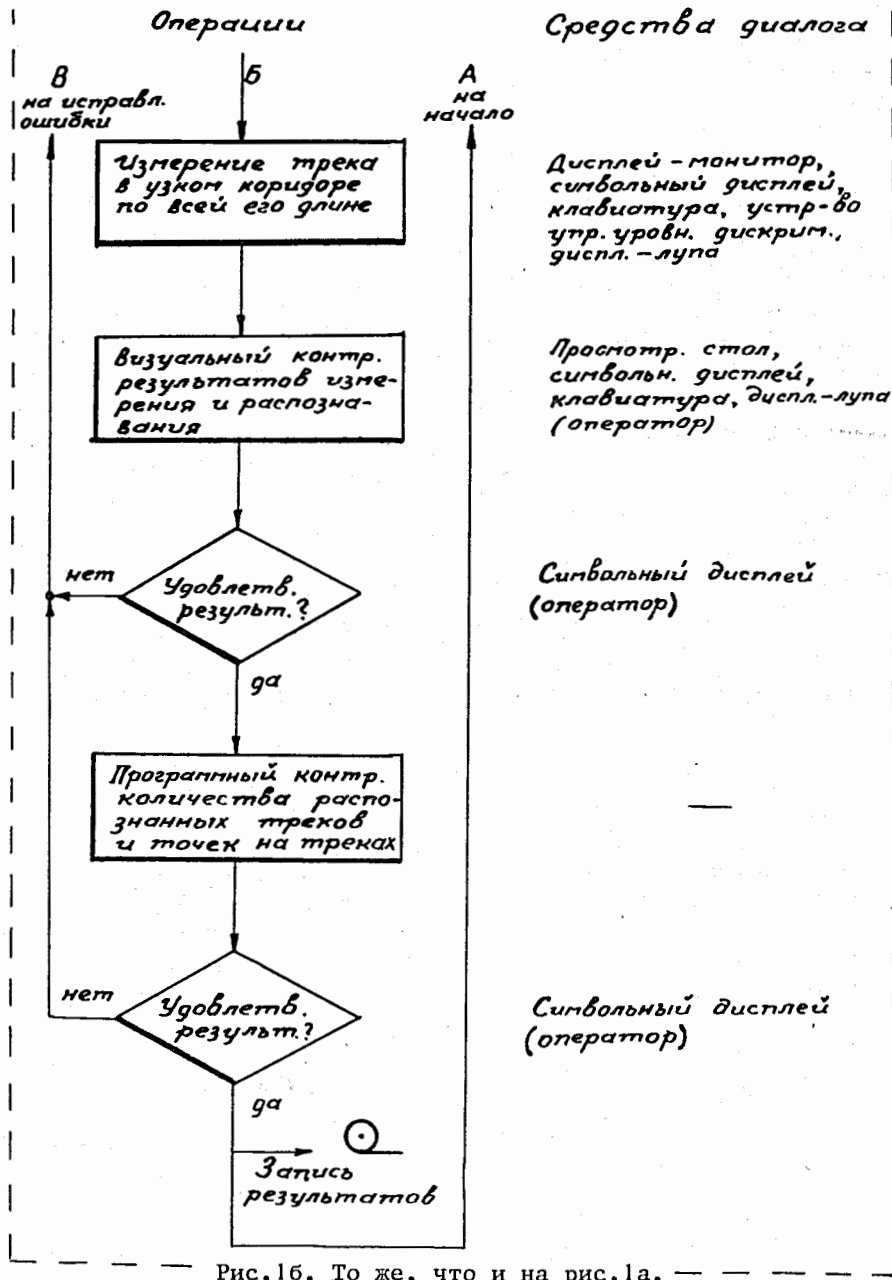 Операции
Средства диалога
В
на исправл.
ошибки
Б
А
на
начало
Измерение трека
в узком коридоре
по всей его длине
Дисплей-монитор,
символьный дисплей,
клавиатура, устр-во
упр. уровн. дискрим.,
диспл.-лупа
Визуальный контр.
результатов изме-
рения и распозна-
вания
Просмотр. стол,
символьн. дисплей,
клавиатура, диспл.-лупа
(оператор)
нет
Удовлетв.
результ.?
Символьный дисплей
(оператор)
да
Программный контр.
количества распо-
знанных треков
и точек на треках
нет
Удовлетв.
результ.?
Символьный дисплей
(оператор)
да
Запись
результатов
Рис.1б. То же, что и на рис.1а.